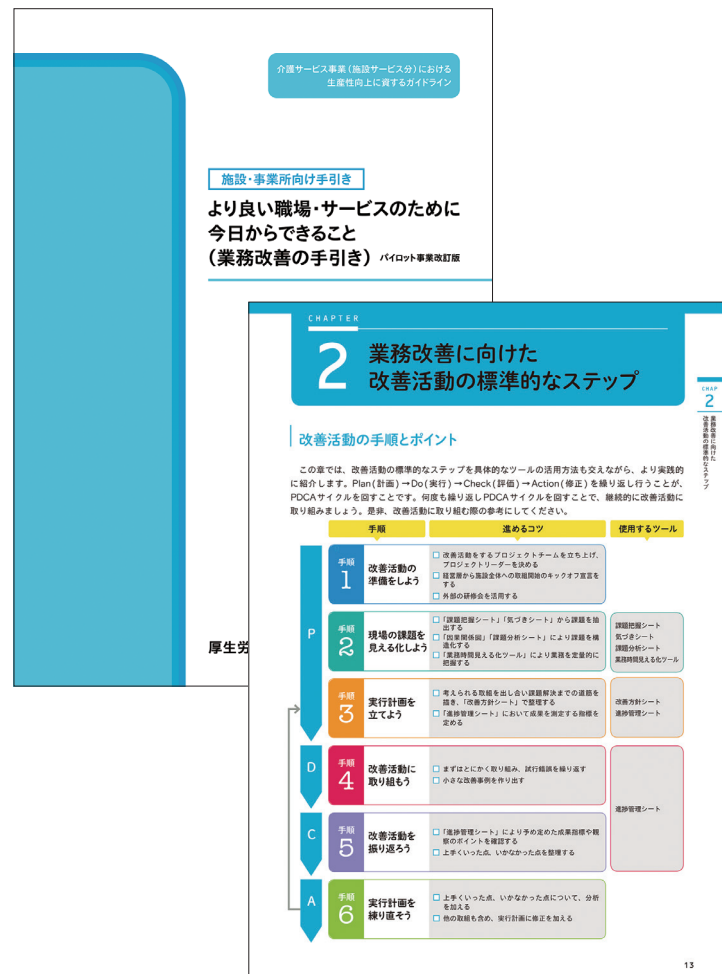 介護サービス事業(施設サービス分)における
生産性向上に資するガイドライン
施設・事業所向け手引き
より良い職場・サービスのために
今日からできること
(業務改善の手引き) パイロット事業改訂版
厚生労
CHAPTER
2
業務改善に向けた
改善活動の標準的なステップ
CHAP
2
業務改善に向けた
改善活動の標準的なステップ
改善活動の手順とポイント
この章では、改善活動の標準的なステップを具体的なツールの活用方法も交えながら、より実践的
に紹介します。Plan(計画)→Do(実行)→Check(評価)→Action(修正)を繰り返し行うことが、
PDCAサイクルを回すことです。何度も繰り返しPDCAサイクルを回すことで、継続的に改善活動に
取り組みましょう。是非、改善活動に取り組む際の参考にしてください。
手順 進めるコツ 使用するツール
P
手順
1
改善活動の
準備をしよう
□ 改善活動をするプロジェクトチームを立ち上げ、
プロジェクトリーダーを決める
□ 経営層から施設全体への取組開始のキックオフ宣言を
する
□ 外部の研修会を活用する
手順
2
現場の課題を
見える化しよう
□ 「課題把握シート」「気づきシート」から課題を抽
出する
□ 「因果関係図」「課題分析シート」により課題を構
造化する
□ 「業務時間見える化ツール」により業務を定量的に
把握する
課題把握シート
気づきシート
課題分析シート
業務時間見える化ツール
手順
3
実行計画を
立てよう
□ 考えられる取組を出し合い課題解決までの道筋を
描き、「改善方針シート」で整理する
□ 「進捗管理シート」において成果を測定する指標を
定める
改善方針シート
進捗管理シート
D
手順
4
改善活動に
取り組もう
□ まずはとにかく取り組み、試行錯誤を繰り返す
□ 小さな改善事例を作り出す
進捗管理シート
C
手順
5
改善活動を
振り返ろう
□ 「進捗管理シート」により予め定めた成果指標や観
察のポイントを確認する
□ 上手くいった点、いかなかった点を整理する
A
手順
6
実行計画を
練り直そう
□ 上手くいった点、いかなかった点について、分析
を加える
□ 他の取組も含め、実行計画に修正を加える
13